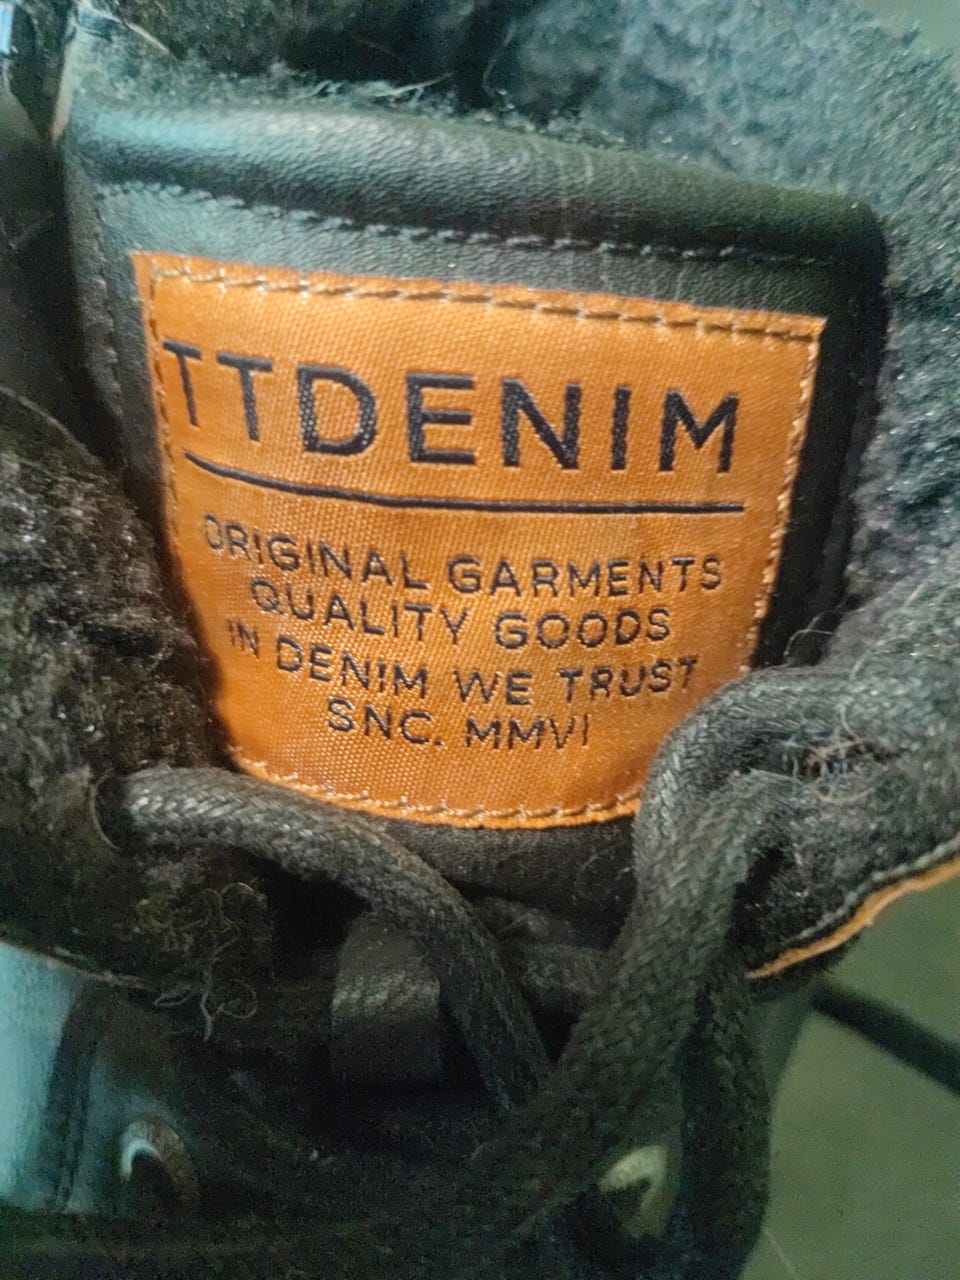 TTDENIM
ORIGINAL GARMENTS
QUALITY GOODS
IN DENIM WE TRUST
SNC. MMVI